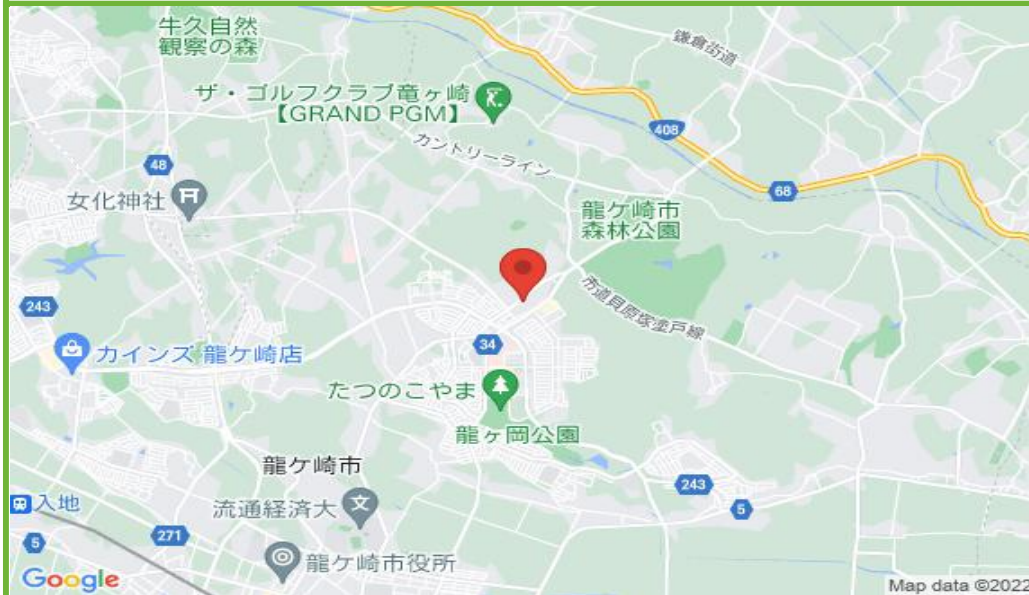 牛久自然
観察の森
鎌倉街道
ザ・ゴルフクラブ竜ヶ崎
【GRAND PGM】
カントリーライン
408
48
68
女化神社
龍ケ崎市
森林公園
市道貝原塚塗戸線
243
34
カインズ 龍ケ崎店
たつのこやま
龍ヶ岡公園
龍ケ崎市
243
入地
流通経済大
5
5
271
龍ケ崎市役所
Google
Map data ©2022